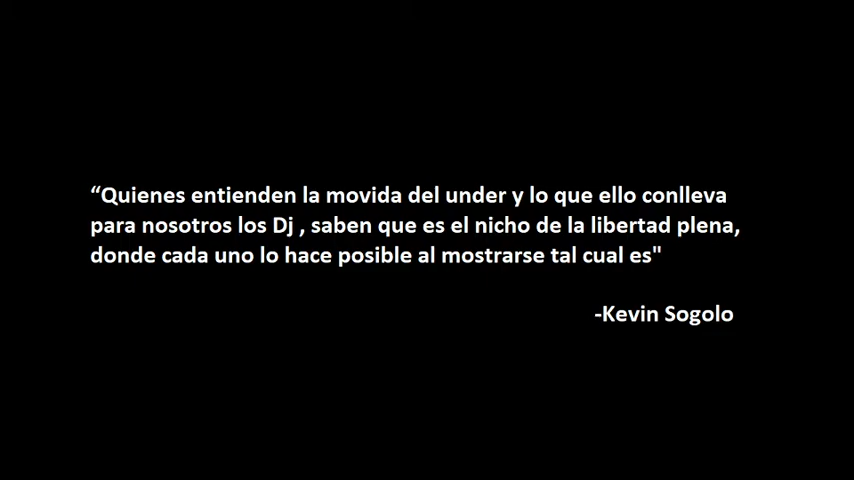 “Quienes entienden la movida del under y lo que ello conlleva
para nosotros los Dj , saben que es el nicho de la libertad plena,
donde cada uno lo hace posible al mostrarse tal cual es"
-Kevin Sogolo